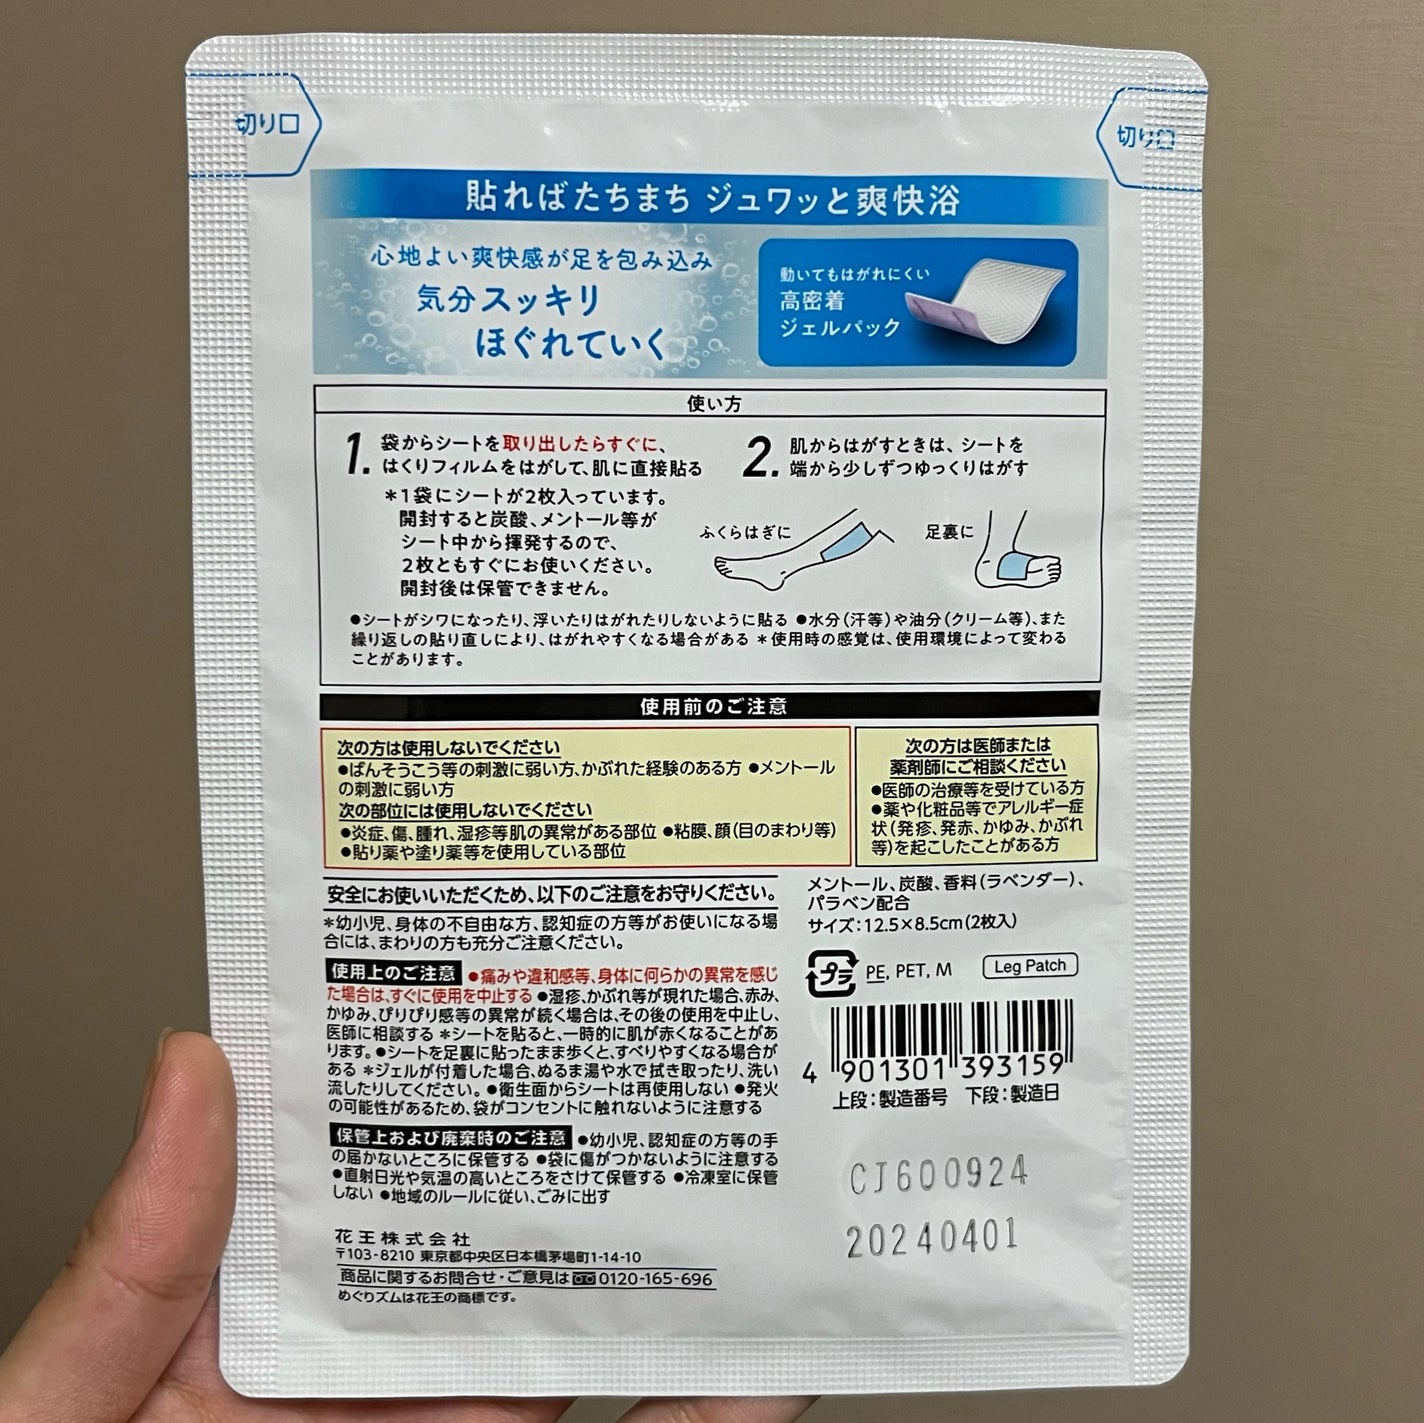 切り口
切り口
貼ればたちまち ジュワッと爽快浴
心地よい爽快感が足を包み込み
気分スッキリ
ほぐれていく
動いてもはがれにくい
高密着
ジェルパック
使い方
1. 袋からシートを取り出したらすぐに、
はくりフィルムをはがして、肌に直接貼る
＊1袋にシートが2枚入っています。
開封すると炭酸、メントール等が
シート中から揮発するので、
2枚ともすぐにお使いください。
開封後は保管できません。
2. 肌からはがすときは、シートを
端から少しずつゆっくりはがす
ふくらはぎに
足裏に
●シートがシワになったり、浮いたりはがれたりしないように貼る ●水分（汗等）や油分（クリーム等）、また
繰り返しの貼り直しにより、はがれやすくなる場合がある ＊使用時の感覚は、使用環境によって変わる
ことがあります。
使用前のご注意
次の方は使用しないでください
●ばんそうこう等の刺激に弱い方、かぶれた経験のある方 ●メントール
の刺激に弱い方
次の部位には使用しないでください
●炎症、傷、腫れ、湿疹等肌の異常がある部位 ●粘膜、顔（目のまわり等）
●貼り薬や塗り薬等を使用している部位
次の方は医師または
薬剤師にご相談ください
●医師の治療等を受けている方
●薬や化粧品等でアレルギー症
状（発疹、発赤、かゆみ、かぶれ
等）を起こしたことがある方
安全にお使いいただくため、以下のご注意をお守りください。
＊幼小児、身体の不自由な方、認知症の方等がお使いになる場
合には、まわりの方も充分ご注意ください。
使用上のご注意 ●痛みや違和感等、身体に何らかの異常を感じ
た場合は、すぐに使用を中止する ●湿疹、かぶれ等が現れた場合、赤み、
かゆみ、ぴりぴり感等の異常が続く場合は、その後の使用を中止し、
医師に相談する ＊シートを貼ると、一時的に肌が赤くなることがあ
ります。●シートを足裏に貼ったまま歩くと、すべりやすくなる場合が
ある ＊ジェルが付着した場合、ぬるま湯や水で拭き取ったり、洗い
流したりしてください。●衛生面からシートは再使用しない ●発火
の可能性があるため、袋がコンセントに触れないように注意する
保管上および廃棄時のご注意 ●幼小児、認知症の方等の手
の届かないところに保管する ●袋に傷がつかないように注意する
●直射日光や気温の高いところをさけて保管する ●冷凍室に保管
しない ●地域のルールに従い、ごみに出す
花王株式会社
〒103-8210 東京都中央区日本橋茅場町1-14-10
商品に関するお問合せ・ご意見は 0120-165-696
めぐりズムは花王の商標です。
メントール、炭酸、香料（ラベンダー）、
パラベン配合
サイズ：12.5×8.5cm（2枚入）
プラ PE, PET, M Leg Patch
4 901301 393159
上段：製造番号 下段：製造日
CJ600924
20240401